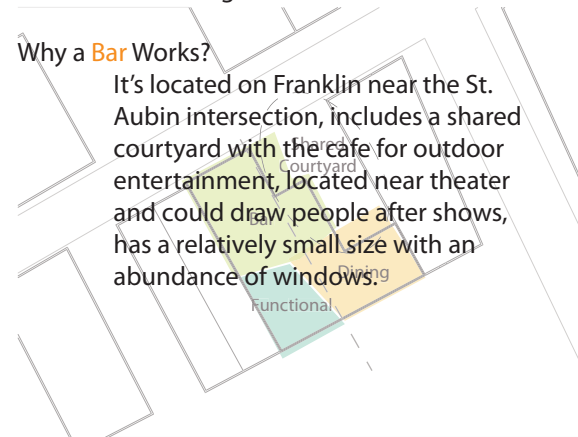 Why a Bar Works?
It’s located on Franklin near the St.
Aubin intersection, includes a shared
courtyard with the cafe for outdoor
entertainment, located near theater
and could draw people after shows,
has a relatively small size with an
abundance of windows.
Shared
Courtyard
Bar
Dining
Functional